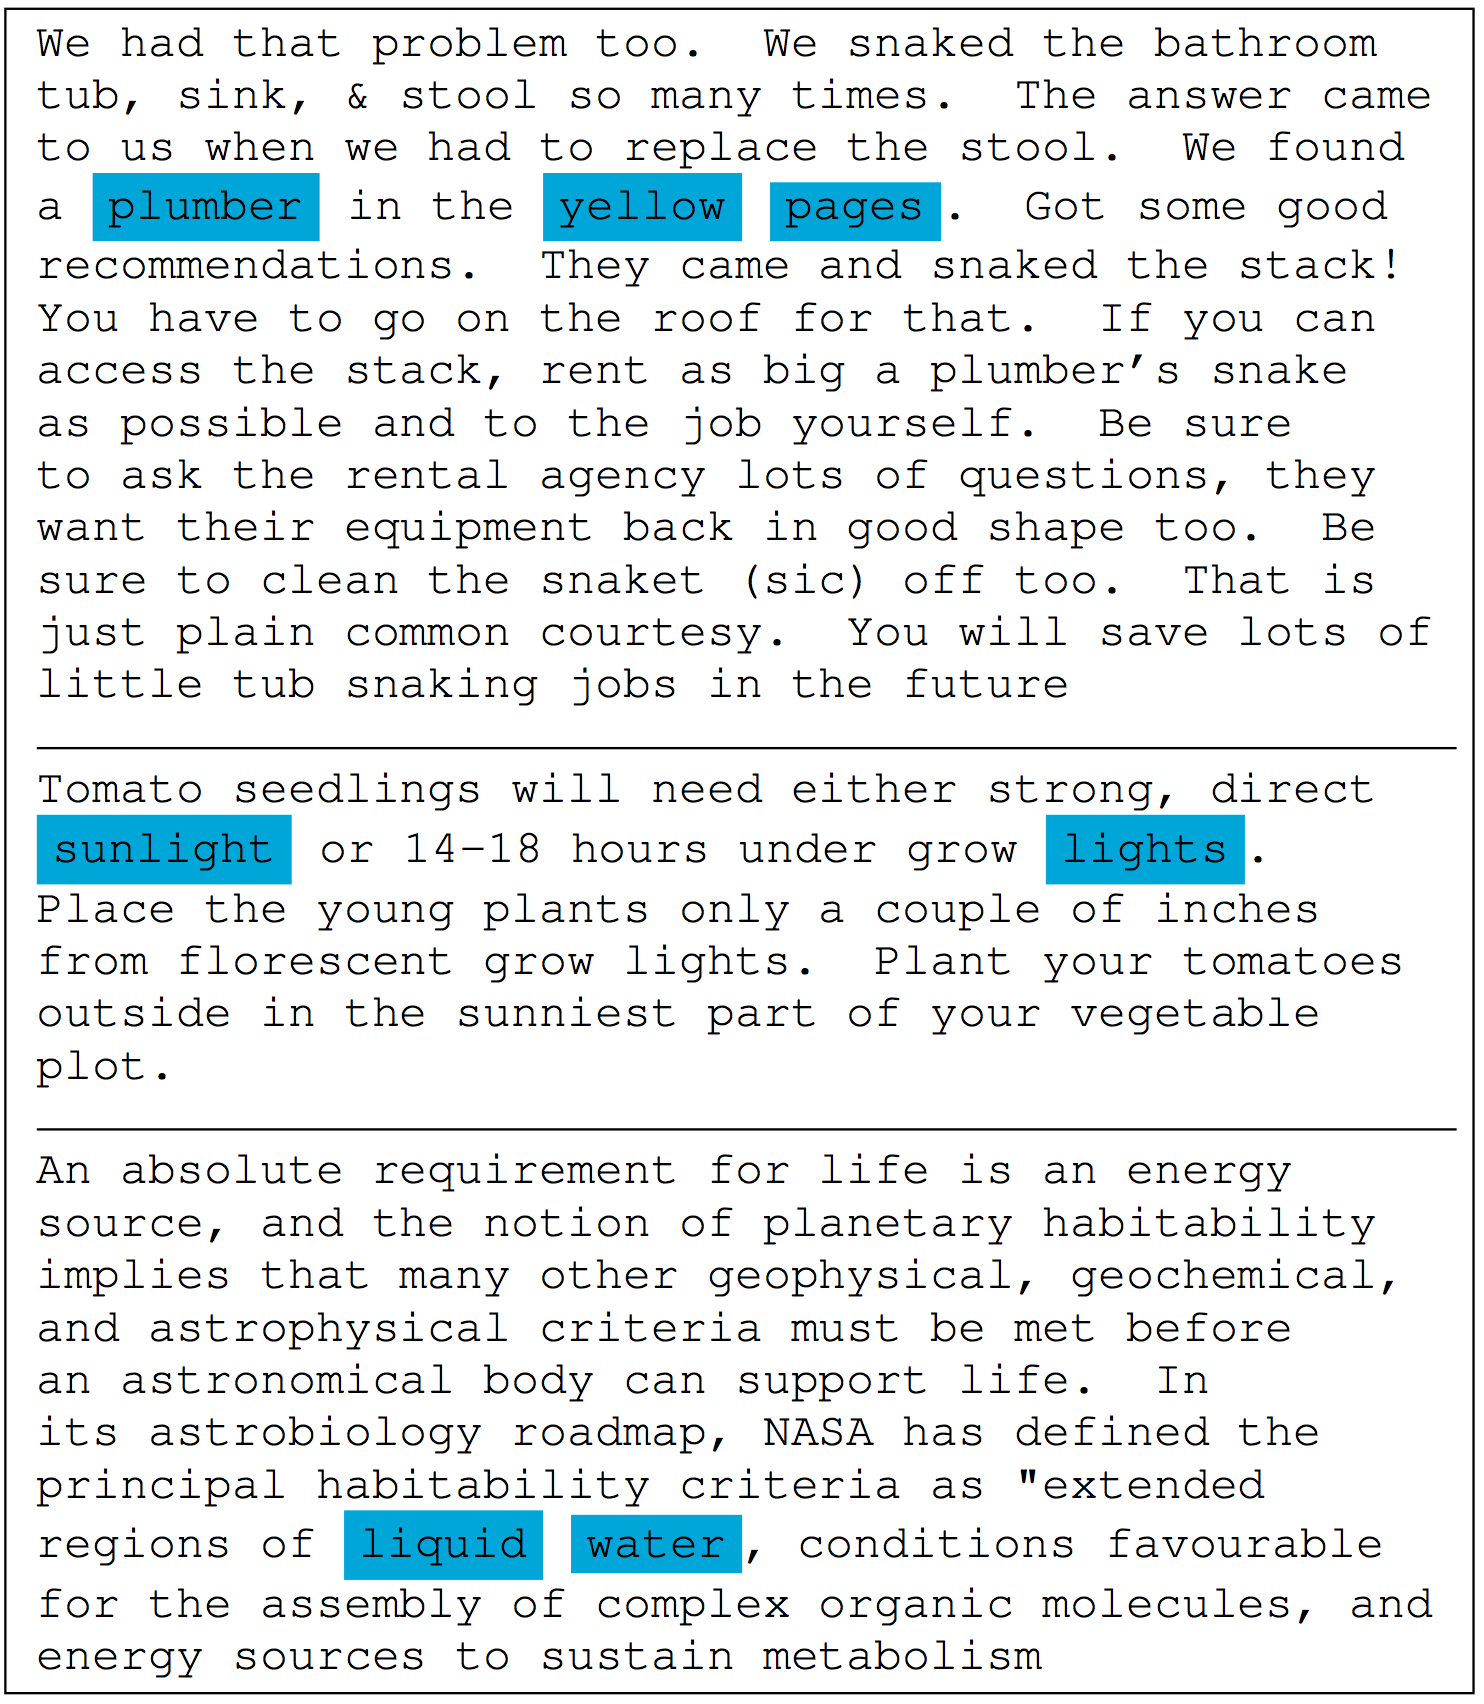 We had that problem too.  We snaked the bathroom
tub, sink, & stool so many times.  The answer came
to us when we had to replace the stool.  We found
a plumber in the yellow pages.  Got some good
recommendations.  They came and snaked the stack!
You have to go on the roof for that.  If you can
access the stack, rent as big a plumber’s snake
as possible and to the job yourself.  Be sure
to ask the rental agency lots of questions, they
want their equipment back in good shape too.  Be
sure to clean the snaket (sic) off too.  That is
just plain common courtesy.  You will save lots of
little tub snaking jobs in the future
Tomato seedlings will need either strong, direct
sunlight or 14–18 hours under grow lights.
Place the young plants only a couple of inches
from florescent grow lights.  Plant your tomatoes
outside in the sunniest part of your vegetable
plot.
An absolute requirement for life is an energy
source, and the notion of planetary habitability
implies that many other geophysical, geochemical,
and astrophysical criteria must be met before
an astronomical body can support life.  In
its astrobiology roadmap, NASA has defined the
principal habitability criteria as "extended
regions of liquid water, conditions favourable
for the assembly of complex organic molecules, and
energy sources to sustain metabolism